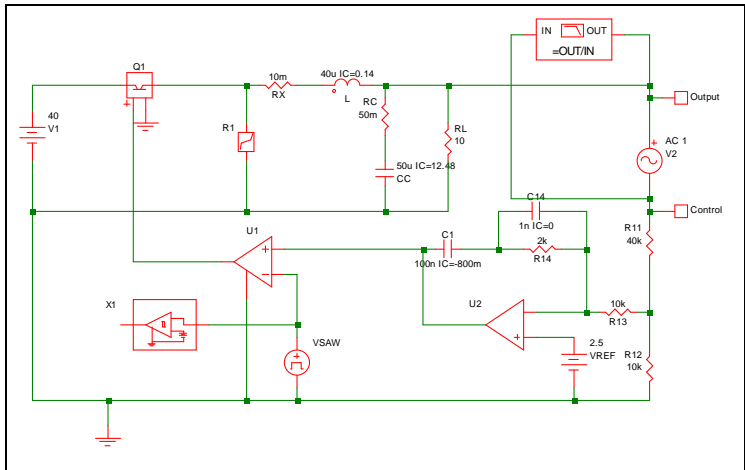 IN OUT
=OUT/IN
Q1
10m
RX
40u IC=0.14
L
Output
40
V1
R1
RC
50m
RL
10
AC 1
V2
50u IC=12.48
CC
Control
C14
1n IC=0
R11
40k
U1
C1
100n IC=-800m
2k
R14
X1
U2
10k
R13
VSAW
2.5
VREF
R12
10k